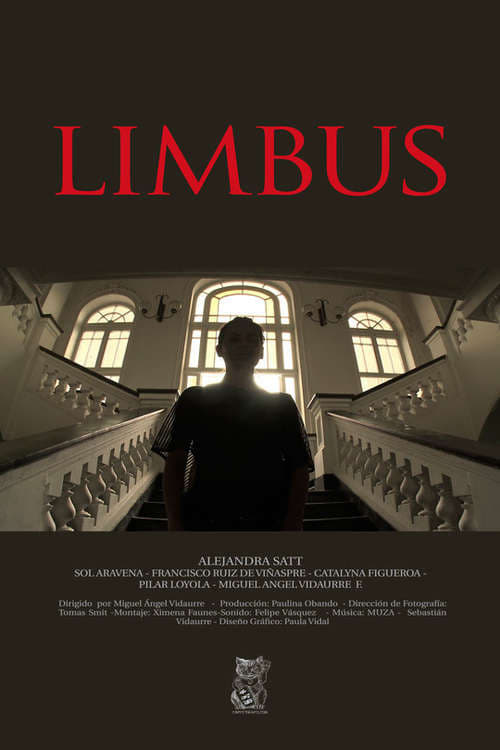 LIMBUS
ALEJANDRA SATT
SOL ARAVENA - FRANCISCO RUIZ DE VIÑASPRE - CATALYNA FIGUEROA -
PILAR LOYOLA - MIGUEL ANGEL VIDAURRE F.
Dirigido por Miguel Ángel Vidaurre - Producción: Paulina Obando - Dirección de Fotografía:
Tomas Smit -Montaje: Ximena Faunes-Sonido: Felipe Vásquez - Música: MUZA - Sebastián
Vidaurre - Diseño Gráfico: Paula Vidal